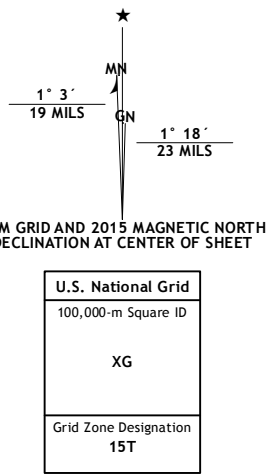 MN
1° 3´
19 MILS
GN
1° 18´
23 MILS
M GRID AND 2015 MAGNETIC NORTH
DECLINATION AT CENTER OF SHEET
U.S. National Grid
100,000-m Square ID
XG
Grid Zone Designation
15T